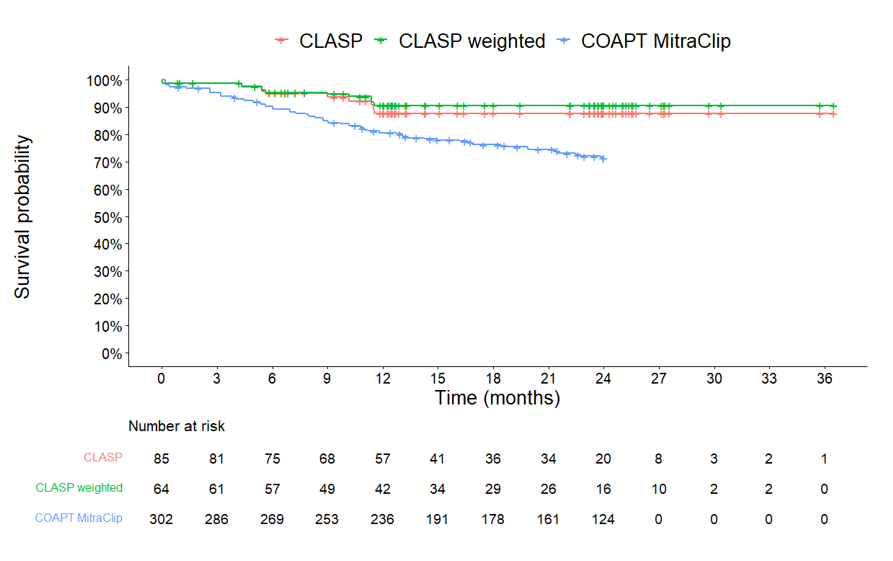 CLASP CLASP weighted COAPT MitraClip
Survival probability
100%
90%
80%
70%
60%
50%
40%
30%
20%
10%
0%
0 3 6 9 12 15 18 21 24 27 30 33 36
Time (months)
Number at risk
CLASP 85 81 75 68 57 41 36 34 20 8 3 2 1
CLASP weighted 64 61 57 49 42 34 29 26 16 10 2 2 0
COAPT MitraClip 302 286 269 253 236 191 178 161 124 0 0 0 0